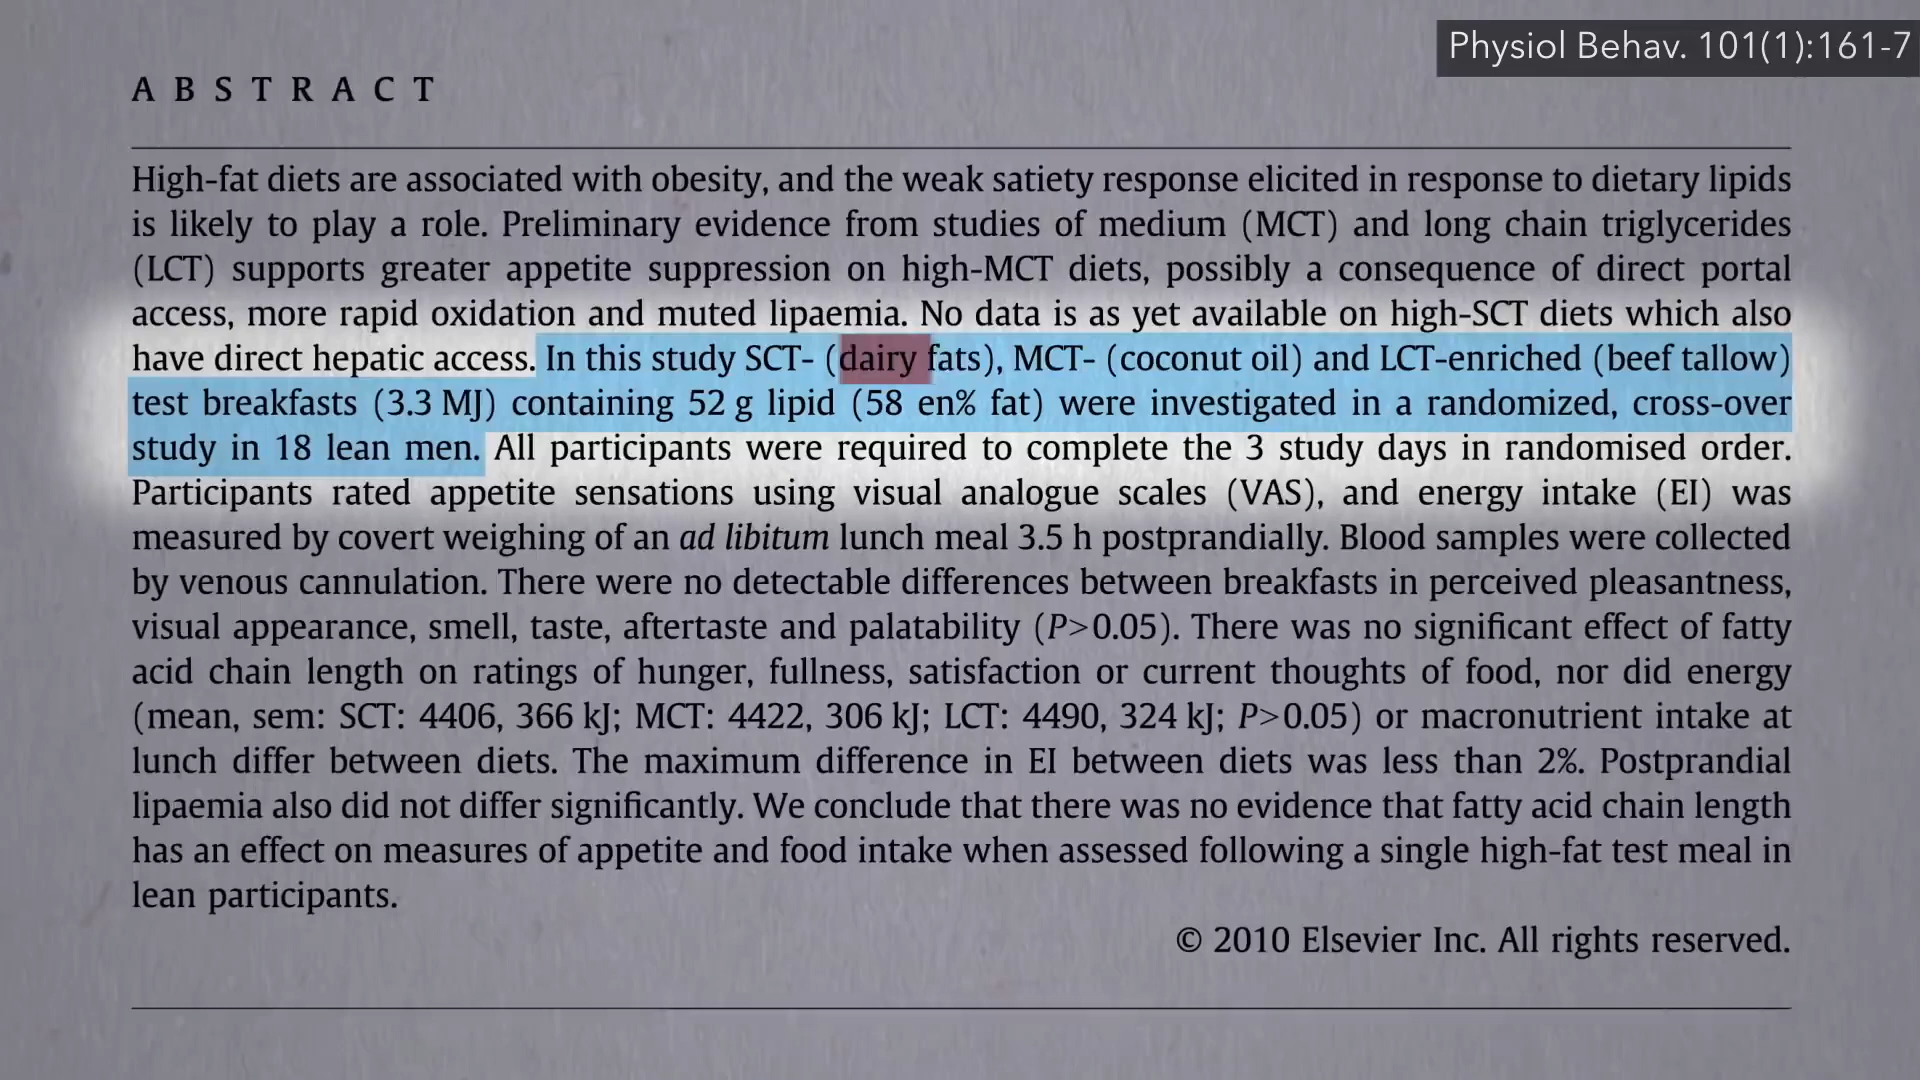 Physiol Behav. 101(1):161-7
ABSTRACT
High-fat diets are associated with obesity, and the weak satiety response elicited in response to dietary lipids
is likely to play a role. Preliminary evidence from studies of medium (MCT) and long chain triglycerides
(LCT) supports greater appetite suppression on high-MCT diets, possibly a consequence of direct portal
access, more rapid oxidation and muted lipaemia. No data is as yet available on high-SCT diets which also
have direct hepatic access. In this study SCT- (dairy fats), MCT- (coconut oil) and LCT-enriched (beef tallow)
test breakfasts (3.3 MJ) containing 52 g lipid (58 en% fat) were investigated in a randomized, cross-over
study in 18 lean men. All participants were required to complete the 3 study days in randomised order.
Participants rated appetite sensations using visual analogue scales (VAS), and energy intake (EI) was
measured by covert weighing of an ad libitum lunch meal 3.5 h postprandially. Blood samples were collected
by venous cannulation. There were no detectable differences between breakfasts in perceived pleasantness,
visual appearance, smell, taste, aftertaste and palatability (P>0.05). There was no significant effect of fatty
acid chain length on ratings of hunger, fullness, satisfaction or current thoughts of food, nor did energy
(mean, sem: SCT: 4406, 366 kJ; MCT: 4422, 306 kJ; LCT: 4490, 324 kJ; P>0.05) or macronutrient intake at
lunch differ between diets. The maximum difference in EI between diets was less than 2%. Postprandial
lipaemia also did not differ significantly. We conclude that there was no evidence that fatty acid chain length
has an effect on measures of appetite and food intake when assessed following a single high-fat test meal in
lean participants.
© 2010 Elsevier Inc. All rights reserved.